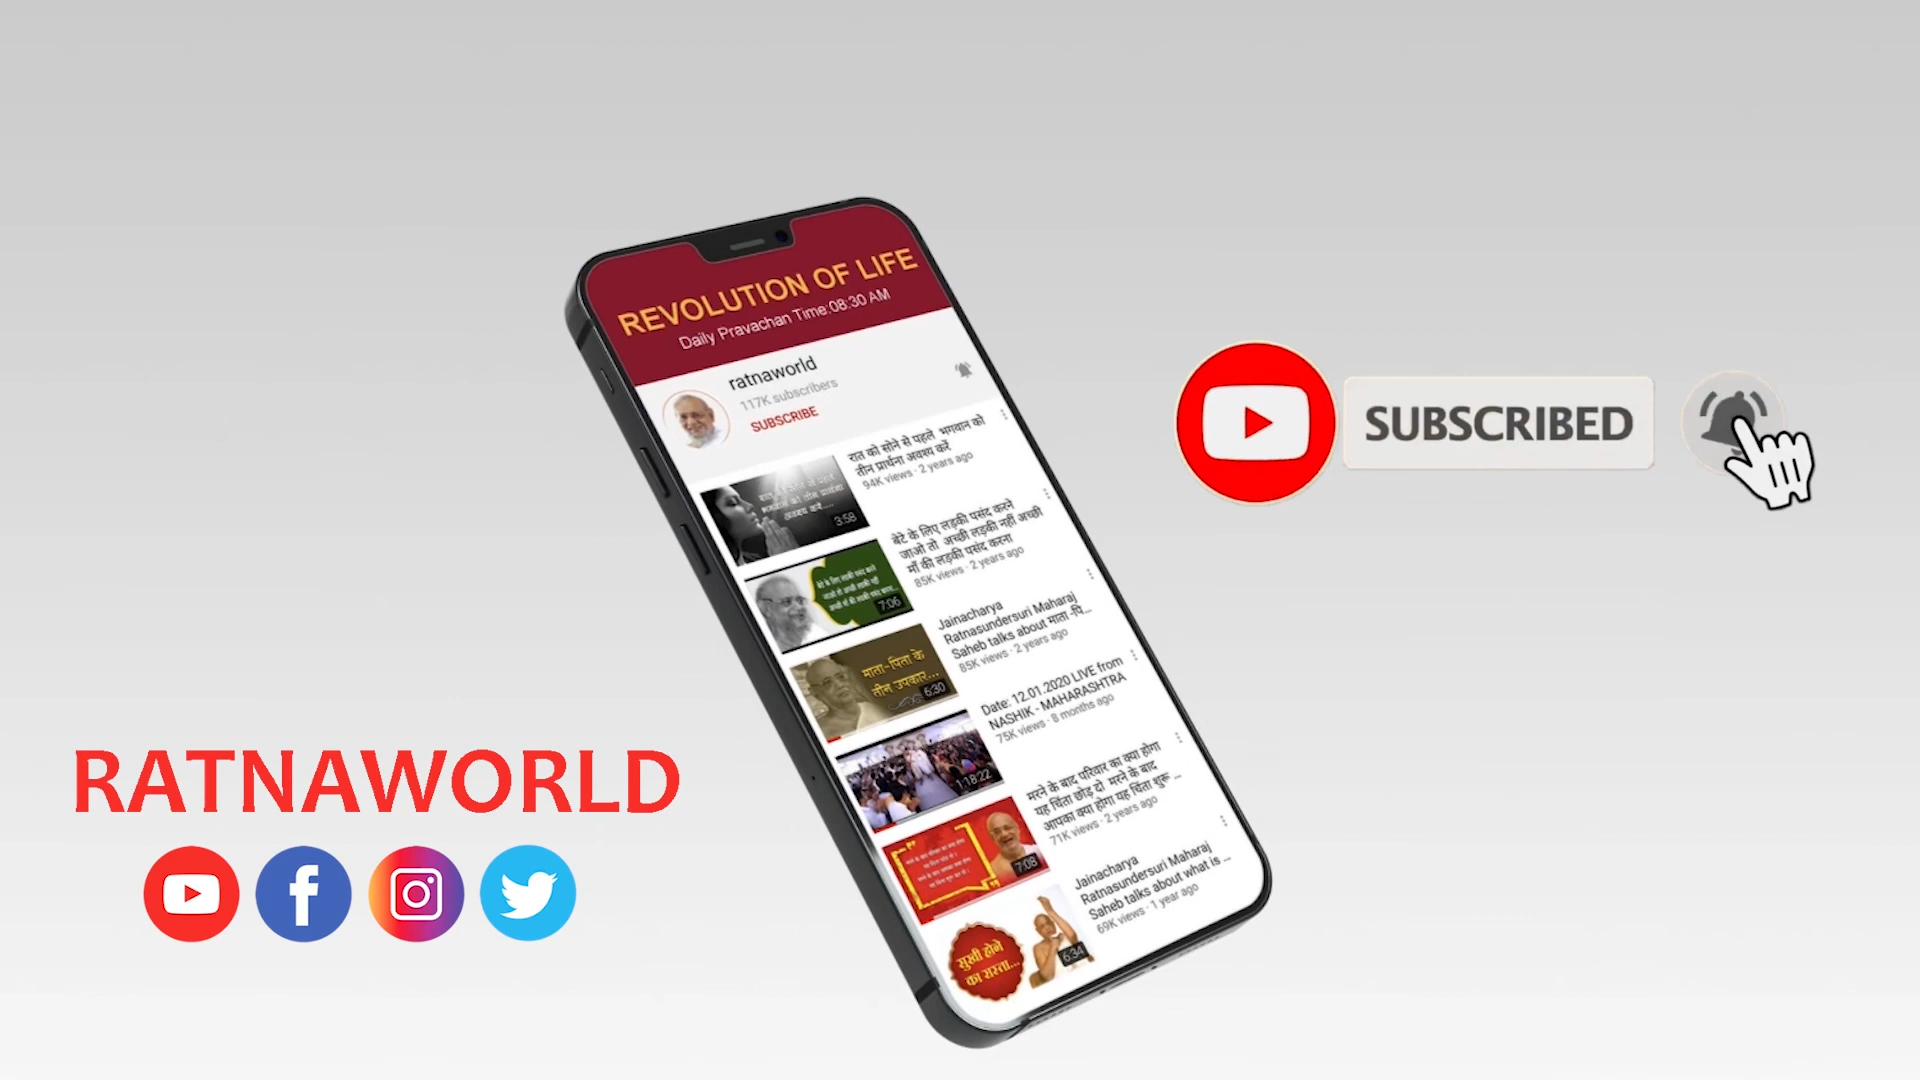 REVOLUTION OF LIFE
Daily Pravachan Time:08:30 AM
ratnaworld
117K subscribers
SUBSCRIBE
रात को सोने से पहले भगवान को
तीन प्रार्थना अवश्य करें
94K views · 2 years ago
3:58
बेटे के लिए लड़की पसंद करने
जाओ तो अच्छी लड़की नहीं अच्छी
माँ की लड़की पसंद करना
85K views · 2 years ago
7:06
Jainacharya
Ratnasundersuri Maharaj
Saheb talks about माता -पि...
85K views · 2 years ago
माता-पिता के
तीन उपकार...
6:30
Date: 12.01.2020 LIVE from
NASHIK - MAHARASHTRA
75K views · 8 months ago
1:18:22
मरने के बाद परिवार का क्या होगा
यह चिंता छोड़ दो मरने के बाद
आपका क्या होगा यह चिंता शुरू ...
71K views · 2 years ago
7:08
Jainacharya
Ratnasundersuri Maharaj
Saheb talks about what is ...
69K views · 1 year ago
सुखी होने
का रास्ता...
6:34
SUBSCRIBED
RATNAWORLD